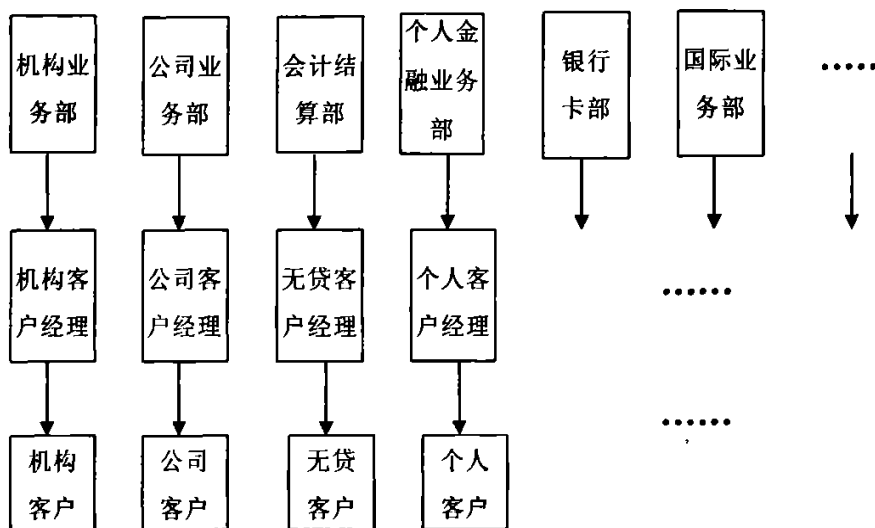 机构业
务部
公司业
务部
会计结
算部
个人金
融业务
部
银行
卡部
国际业
务部
......
机构客
户经理
公司客
户经理
无贷客
户经理
个人客
户经理
......
机构
客户
公司
客户
无贷
客户
个人
客户
......